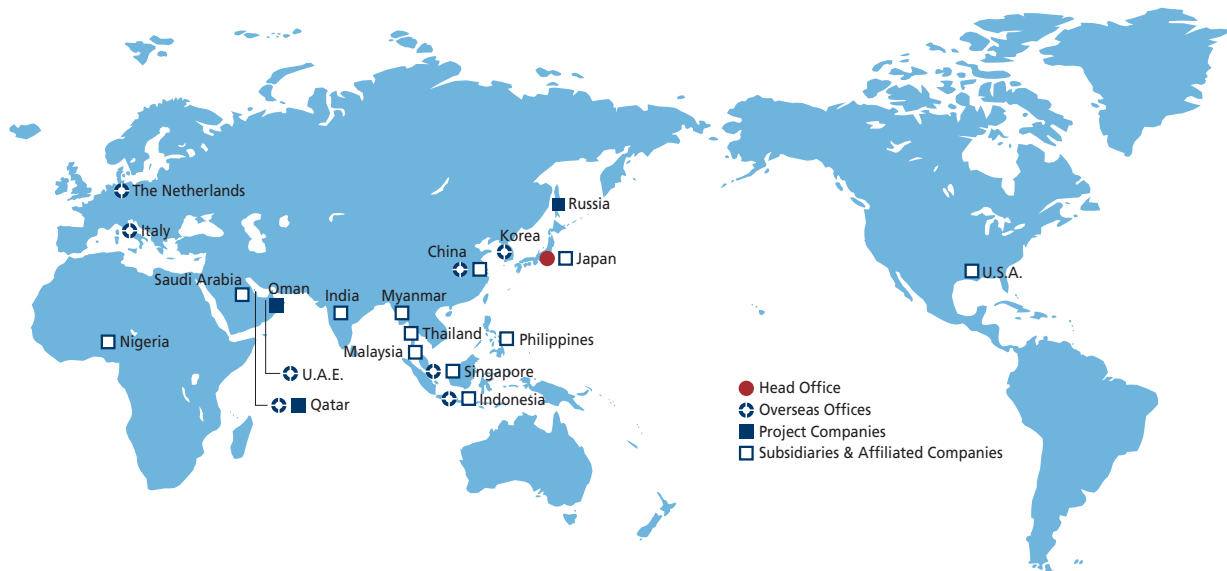 The Netherlands
Russia
Italy
Korea
China
Japan
Saudi Arabia
Oman
India
Myanmar
U.S.A.
Nigeria
Thailand
Philippines
Malaysia
U.A.E.
Singapore
Qatar
Indonesia
Head Office
Overseas Offices
Project Companies
Subsidiaries & Affiliated Companies